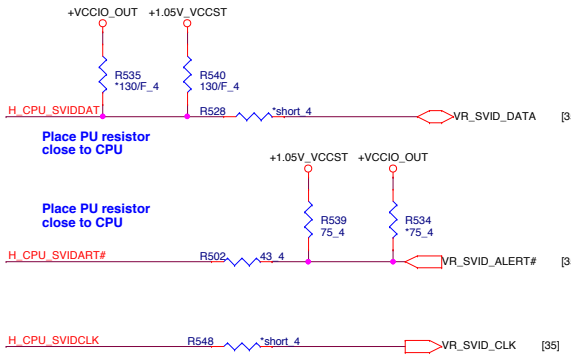 +VCCIO_OUT +1.05V_VCCST
R535
*130/F_4
R540
130/F_4
H_CPU_SVIDDAT
R528
*short_4
VR_SVID_DATA
[3
Place PU resistor
close to CPU
+1.05V_VCCST +VCCIO_OUT
Place PU resistor
close to CPU
R539
75_4
R534
*75_4
H_CPU_SVIDART#
R502
43_4
VR_SVID_ALERT#
[3
H_CPU_SVIDCLK
R548
*short_4
VR_SVID_CLK
[35]